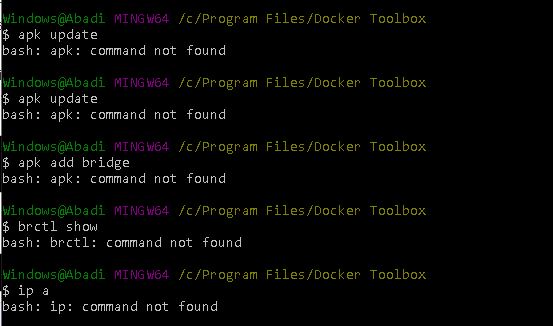 Windows@Abadi MINGW64 /c/Program Files/Docker Toolbox
$ apk update
bash: apk: command not found
Windows@Abadi MINGW64 /c/Program Files/Docker Toolbox
$ apk update
bash: apk: command not found
Windows@Abadi MINGW64 /c/Program Files/Docker Toolbox
$ apk add bridge
bash: apk: command not found
Windows@Abadi MINGW64 /c/Program Files/Docker Toolbox
$ brctl show
bash: brctl: command not found
Windows@Abadi MINGW64 /c/Program Files/Docker Toolbox
$ ip a
bash: ip: command not found